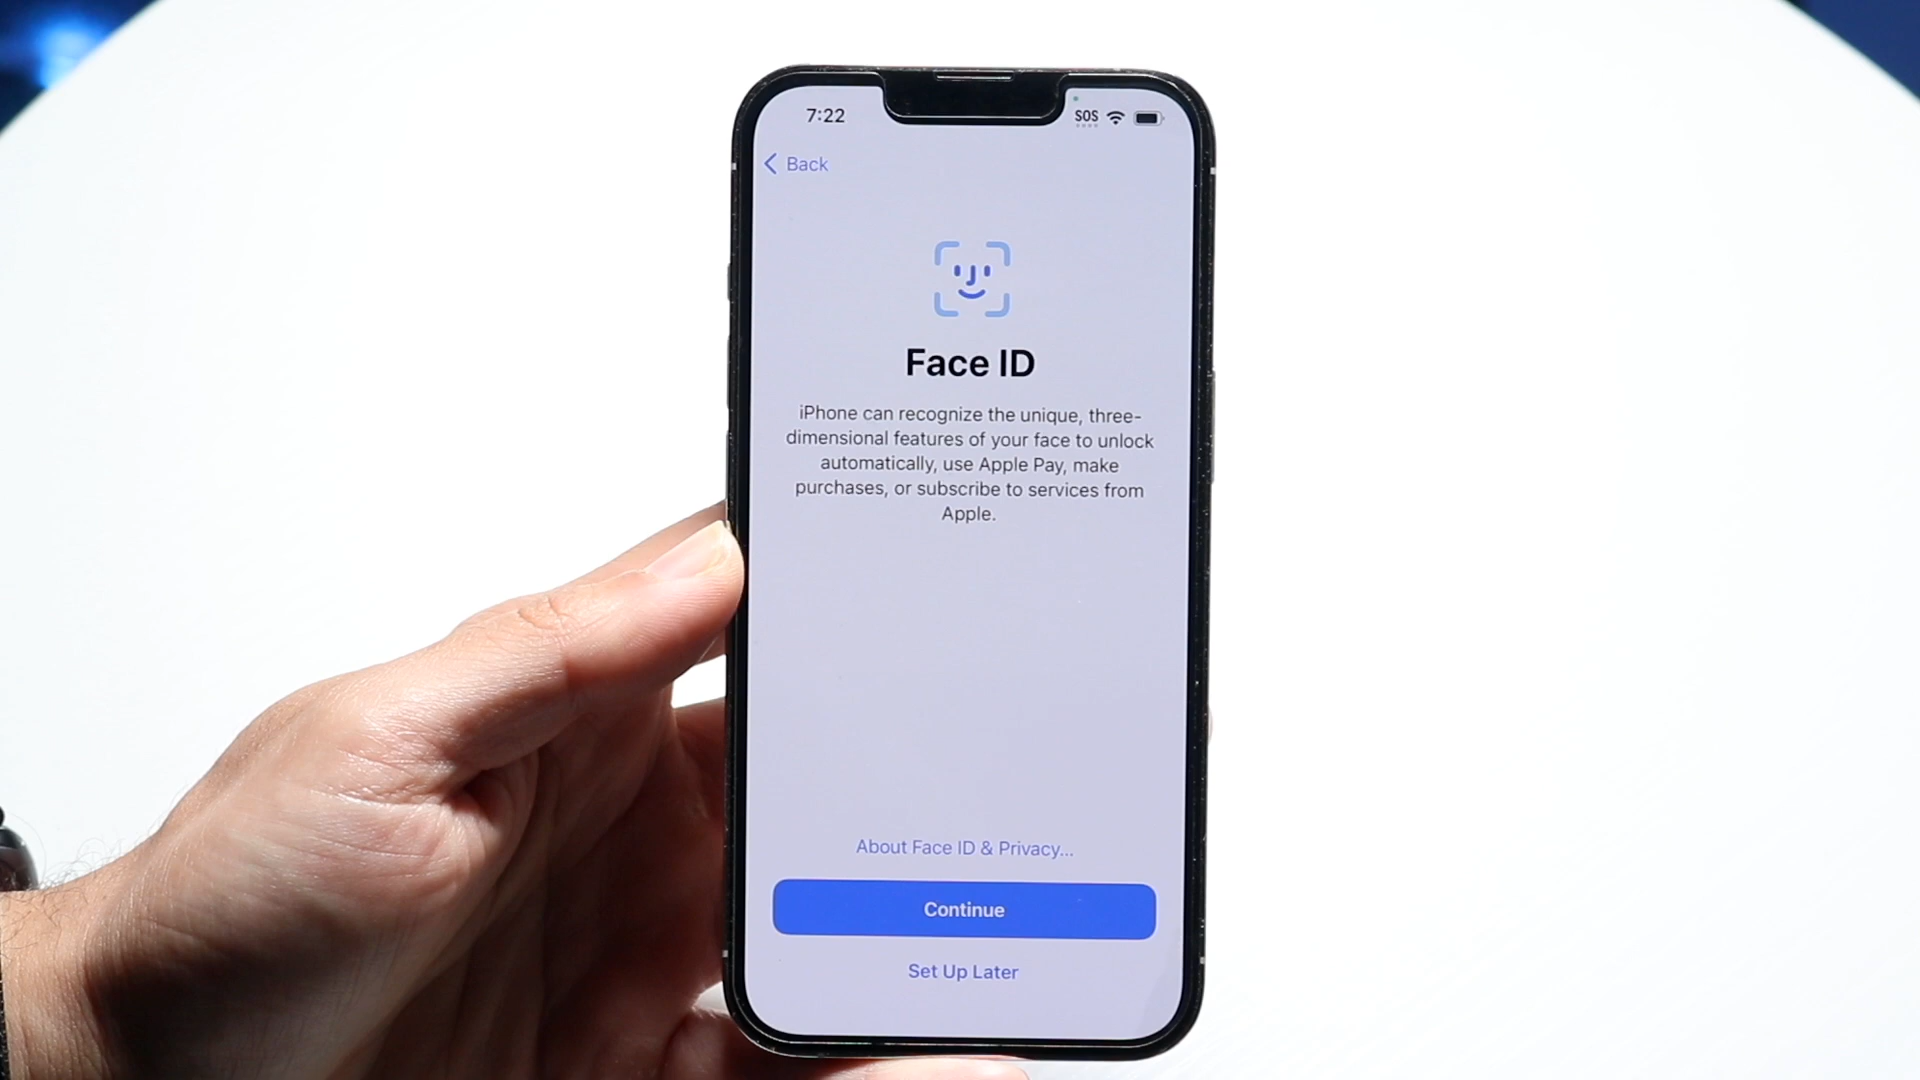 7:22 SOS
Back
Face ID
iPhone can recognize the unique, three-
dimensional features of your face to unlock
automatically, use Apple Pay, make
purchases, or subscribe to services from
Apple.
About Face ID & Privacy...
Continue
Set Up Later